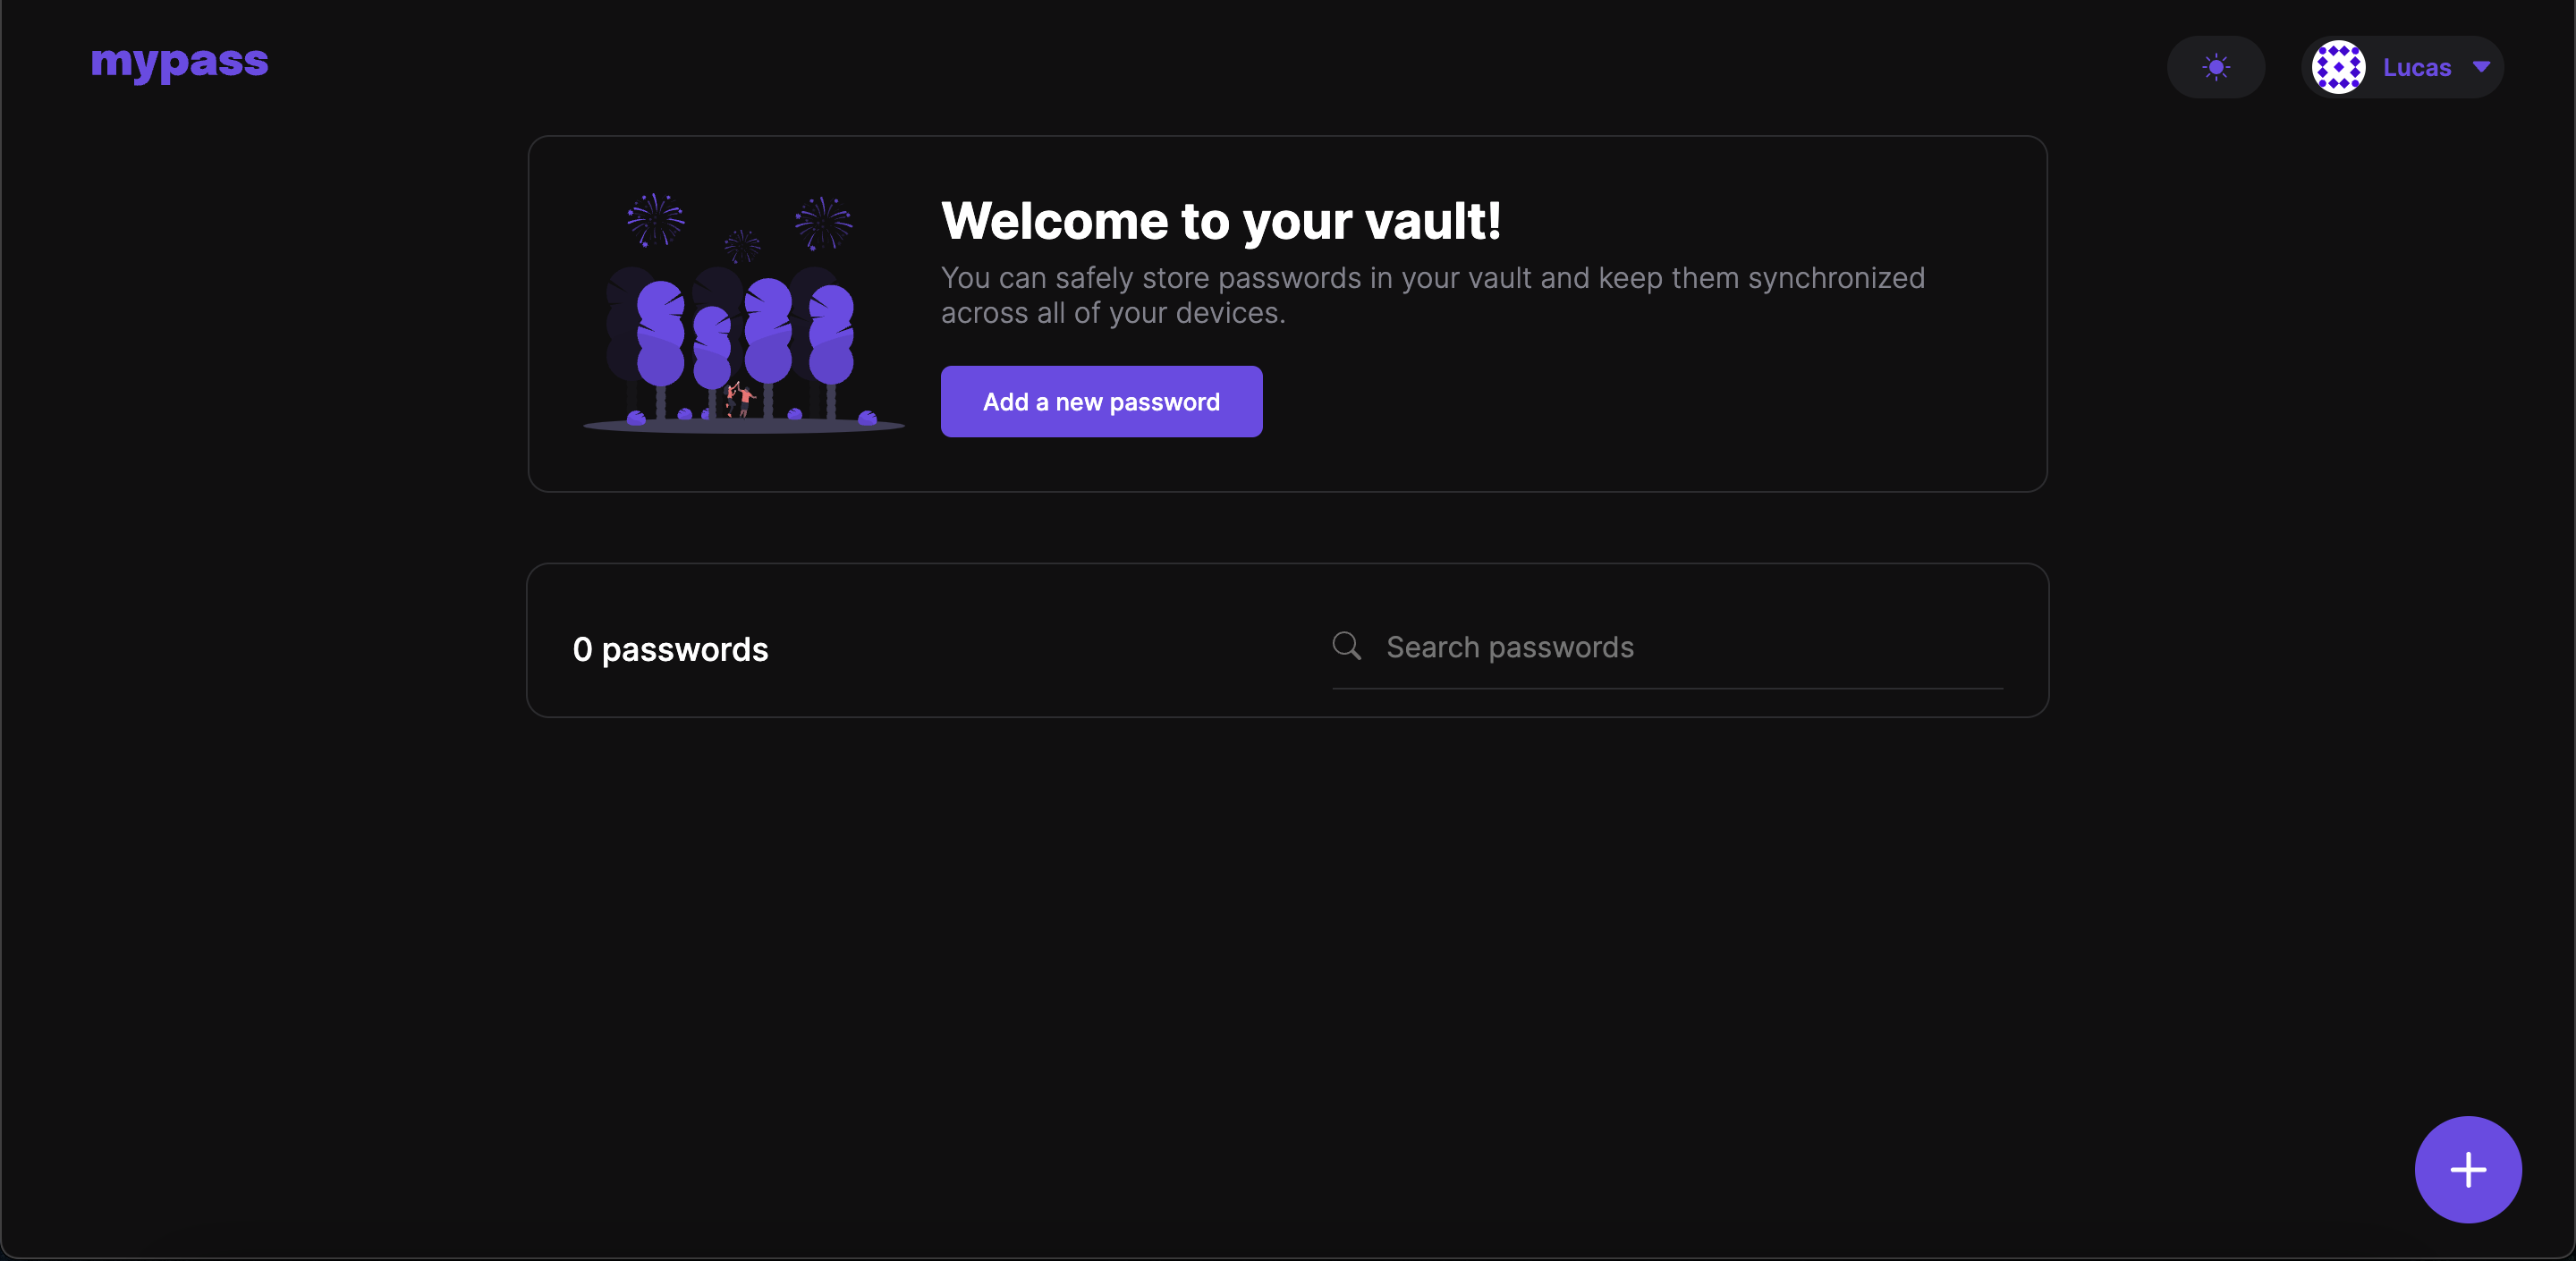 mypass
Lucas
Welcome to your vault!
You can safely store passwords in your vault and keep them synchronized
across all of your devices.
Add a new password
0 passwords
Search passwords